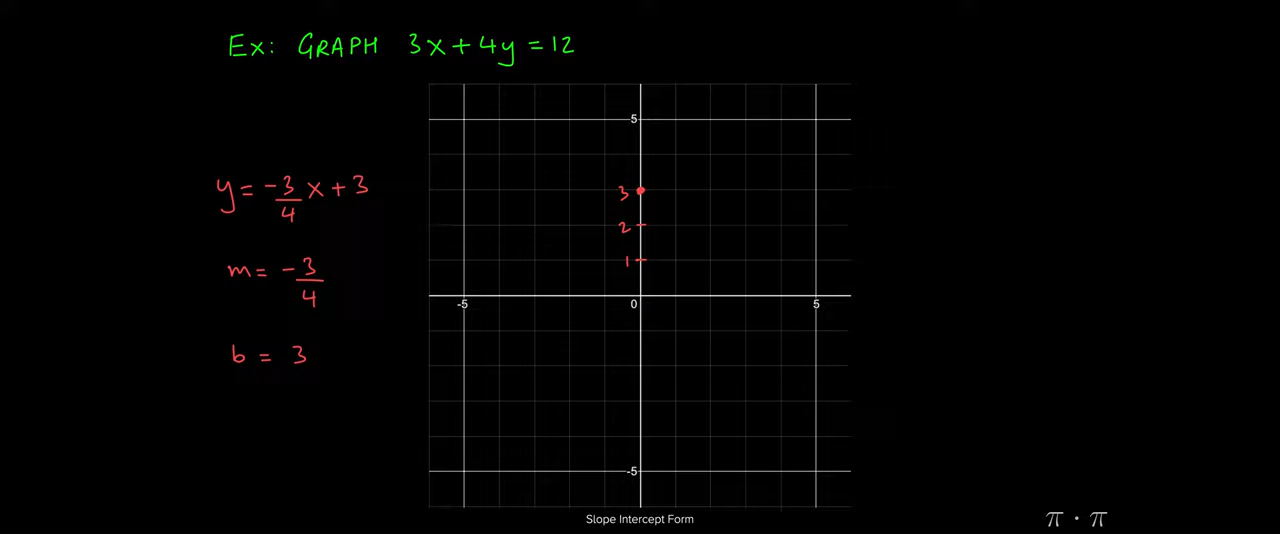 Ex: GRAPH 3x + 4y = 12
5
y = -3/4 x + 3
3
2
m = -3/4
1
-5 0 5
b = 3
-5
Slope Intercept Form
π · π